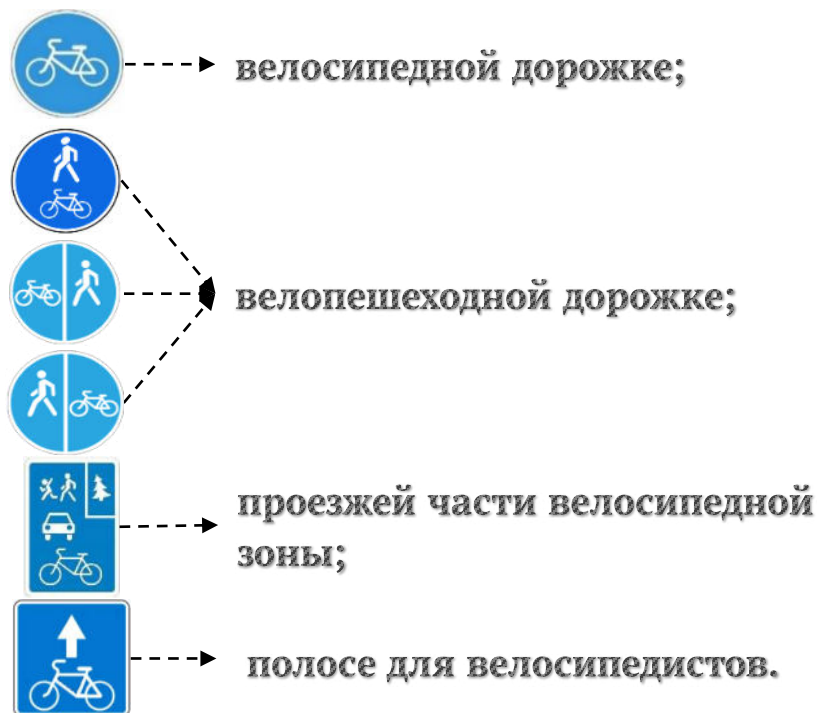 велосипедной дорожке;
велопешеходной дорожке;
проезжей части велосипедной
зоны;
полосе для велосипедистов.